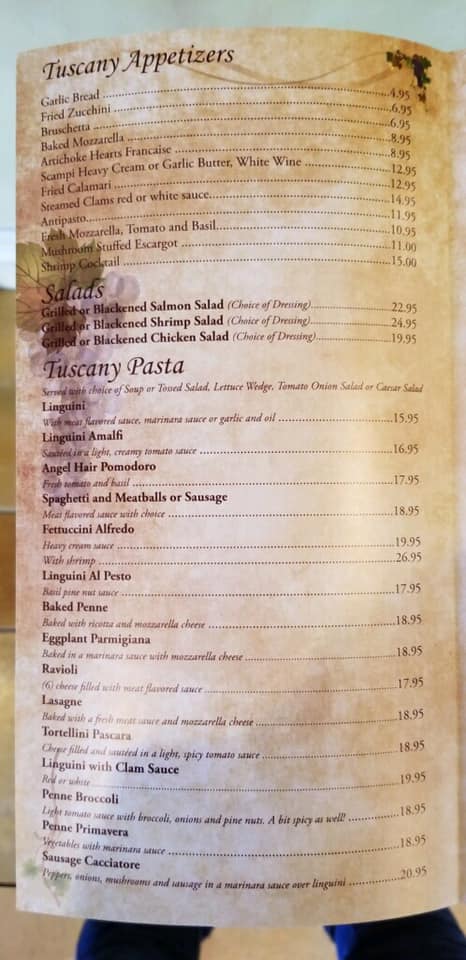 Tuscany Appetizers
Garlic Bread ........ 4.95
Fried Zucchini ........ 6.95
Bruschetta ........ 6.95
Baked Mozzarella ........ 8.95
Artichoke Hearts Francaise ........ 8.95
Scampi Heavy Cream or Garlic Butter, White Wine ........ 12.95
Fried Calamari ........ 12.95
Steamed Clams red or white sauce ........ 14.95
Antipasto ........ 11.95
Fresh Mozzarella, Tomato and Basil ........ 10.95
Mushroom Stuffed Escargot ........ 11.00
Shrimp Cocktail ........ 15.00
Salads
Grilled or Blackened Salmon Salad (Choice of Dressing) ........ 22.95
Grilled or Blackened Shrimp Salad (Choice of Dressing) ........ 24.95
Grilled or Blackened Chicken Salad (Choice of Dressing) ........ 19.95
Tuscany Pasta
Served with choice of Soup or Tossed Salad, Lettuce Wedge, Tomato Onion Salad or Caesar Salad
Linguini
With meat flavored sauce, marinara sauce or garlic and oil ........ 15.95
Linguini Amalfi
Sautéed in a light, creamy tomato sauce ........ 16.95
Angel Hair Pomodoro
Fresh tomato and basil ........ 17.95
Spaghetti and Meatballs or Sausage
Meat flavored sauce with choice ........ 18.95
Fettuccini Alfredo
Heavy cream sauce ........ 19.95
With shrimp ........ 26.95
Linguini Al Pesto
Basil pine nut sauce ........ 17.95
Baked Penne
Baked with ricotta and mozzarella cheese ........ 18.95
Eggplant Parmigiana
Baked in a marinara sauce with mozzarella cheese ........ 18.95
Ravioli
(6) cheese filled with meat flavored sauce ........ 17.95
Lasagne
Baked with a fresh meat sauce and mozzarella cheese ........ 18.95
Tortellini Pascara
Cheese filled and sautéed in a light, spicy tomato sauce ........ 18.95
Linguini with Clam Sauce
Red or white ........ 19.95
Penne Broccoli
Light tomato sauce with broccoli, onions and pine nuts. A bit spicy as well! ........ 18.95
Penne Primavera
Vegetables with marinara sauce ........ 18.95
Sausage Cacciatore
Peppers, onions, mushrooms and sausage in a marinara sauce over linguini ........ 20.95